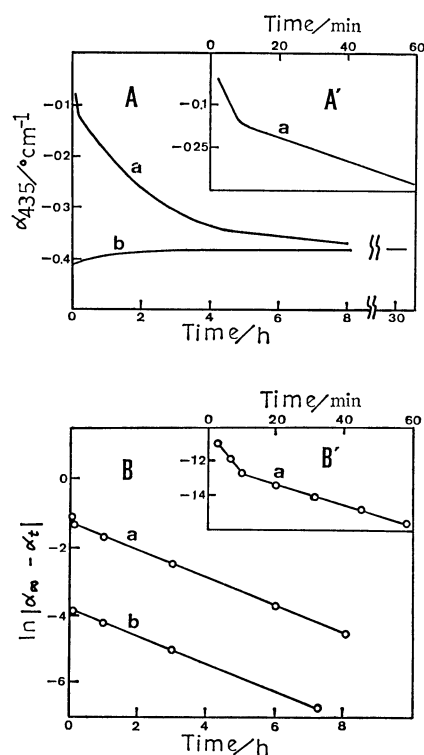 Time/min
0 20 40 60
A
A'
-0.1
-0.25
a
-01
-0.2
-0.3
-0.4
α435/°cm-1
a
b
0 2 4 6 8 30
Time/h
Time/min
0 20 40 60
B
B'
-12
-14
a
0
-2
-4
-6
ln|α∞ - αt|
a
b
0 2 4 6 8
Time/h